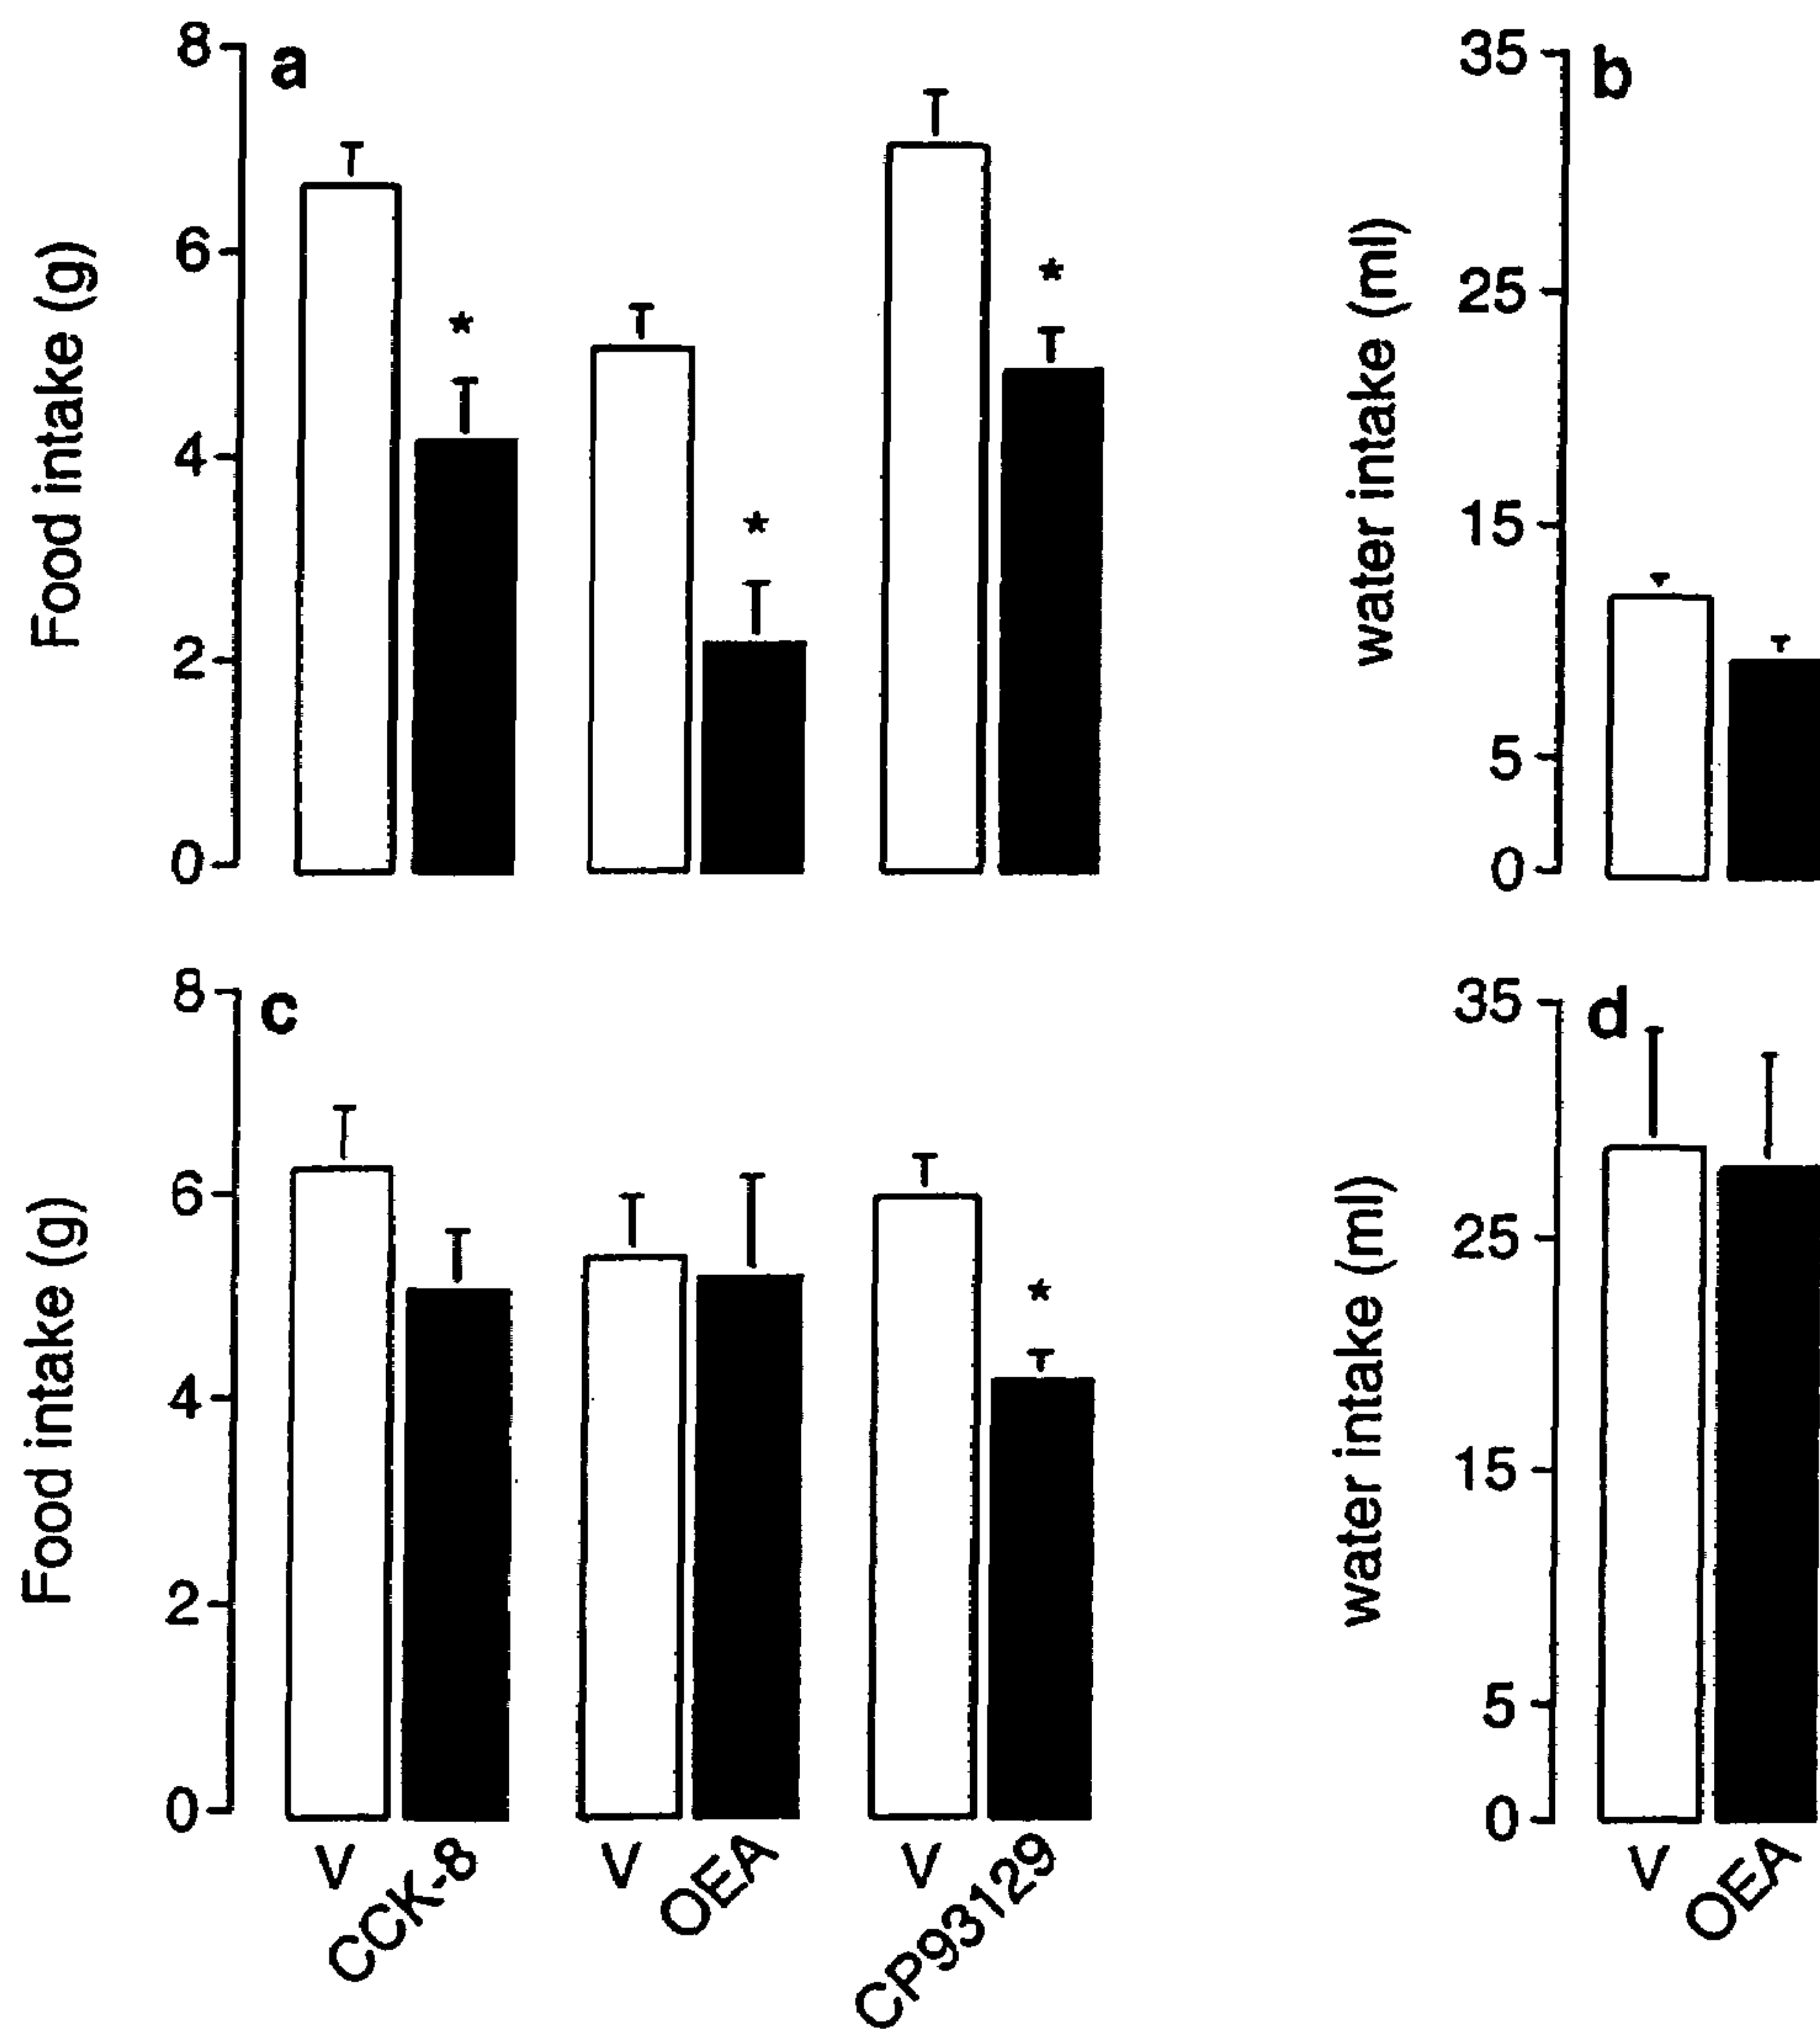 a
8
6
4
2
0
Food intake (g)
*
*
*
b
35
25
15
5
0
water intake (ml)
c
8
6
4
2
0
Food intake (g)
*
V
CCK-8
V
OEA
V
CP93129
d
35
25
15
5
0
water intake (ml)
V
OEA